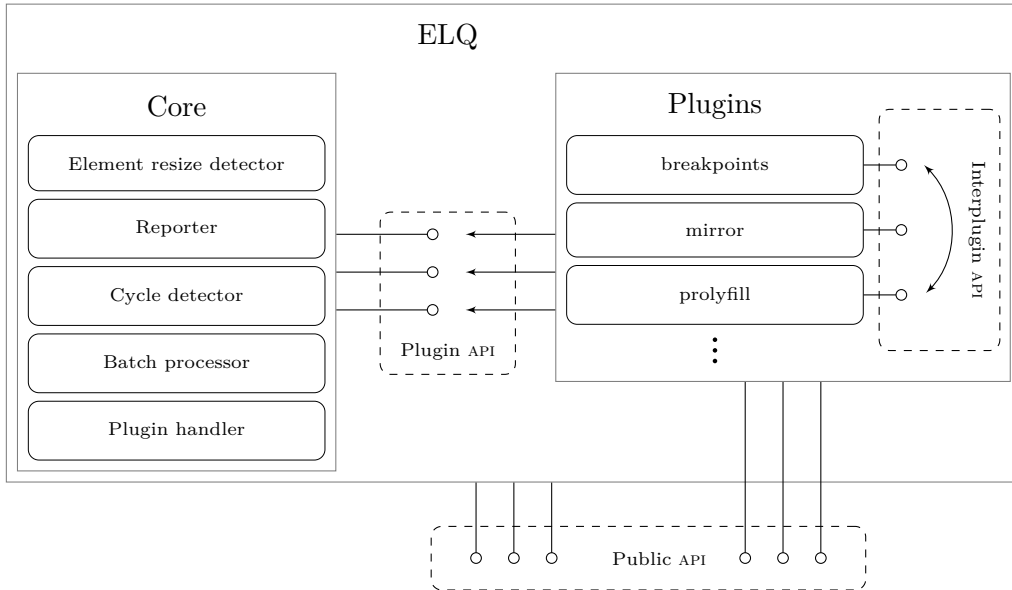 ELQ
Core
Element resize detector
Reporter
Cycle detector
Batch processor
Plugin handler
Plugin API
Plugins
breakpoints
mirror
prolyfill
Interplugin API
Public API